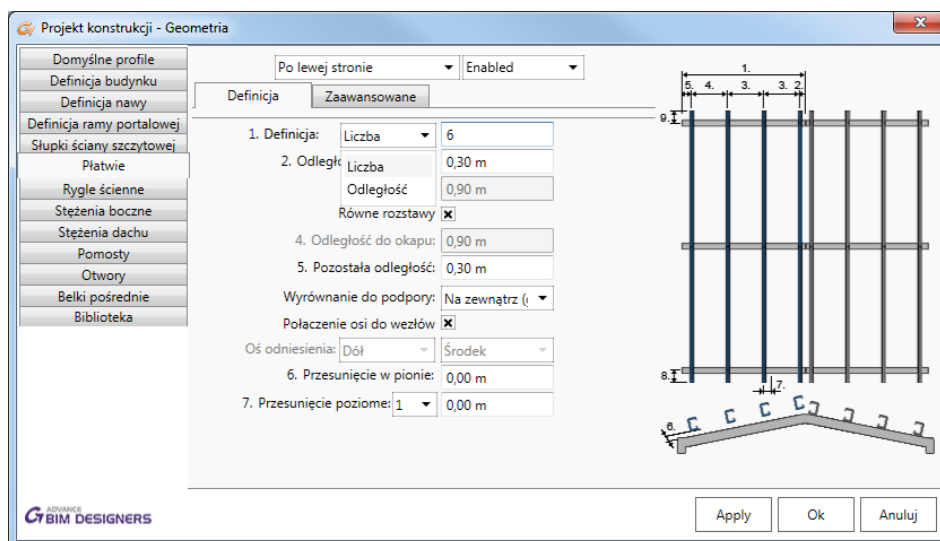 Projekt konstrukcji - Geometria
x
Domyślne profile
Definicja budynku
Definicja nawy
Definicja ramy portalowej
Słupki ściany szczytowej
Płatwie
Rygle ścienne
Stężenia boczne
Stężenia dachu
Pomosty
Otwory
Belki pośrednie
Biblioteka
Po lewej stronie Enabled
Definicja Zaawansowane
1. Definicja: Liczba 6
2. Odległo 0,30 m
Liczba
Odległość 0,90 m
Równe rozstawy
4. Odległość do okapu: 0,90 m
5. Pozostała odległość: 0,30 m
Wyrównanie do podpory: Na zewnątrz (
Połaczenie osi do wezłów
Oś odniesienia: Dół Środek
6. Przesunięcie w pionie: 0,00 m
7. Przesunięcie poziome: 1 0,00 m
1.
5. 4. 3. 3. 2.
9.
8.
7.
6.
ADVANCE
BIM DESIGNERS
Apply Ok Anuluj